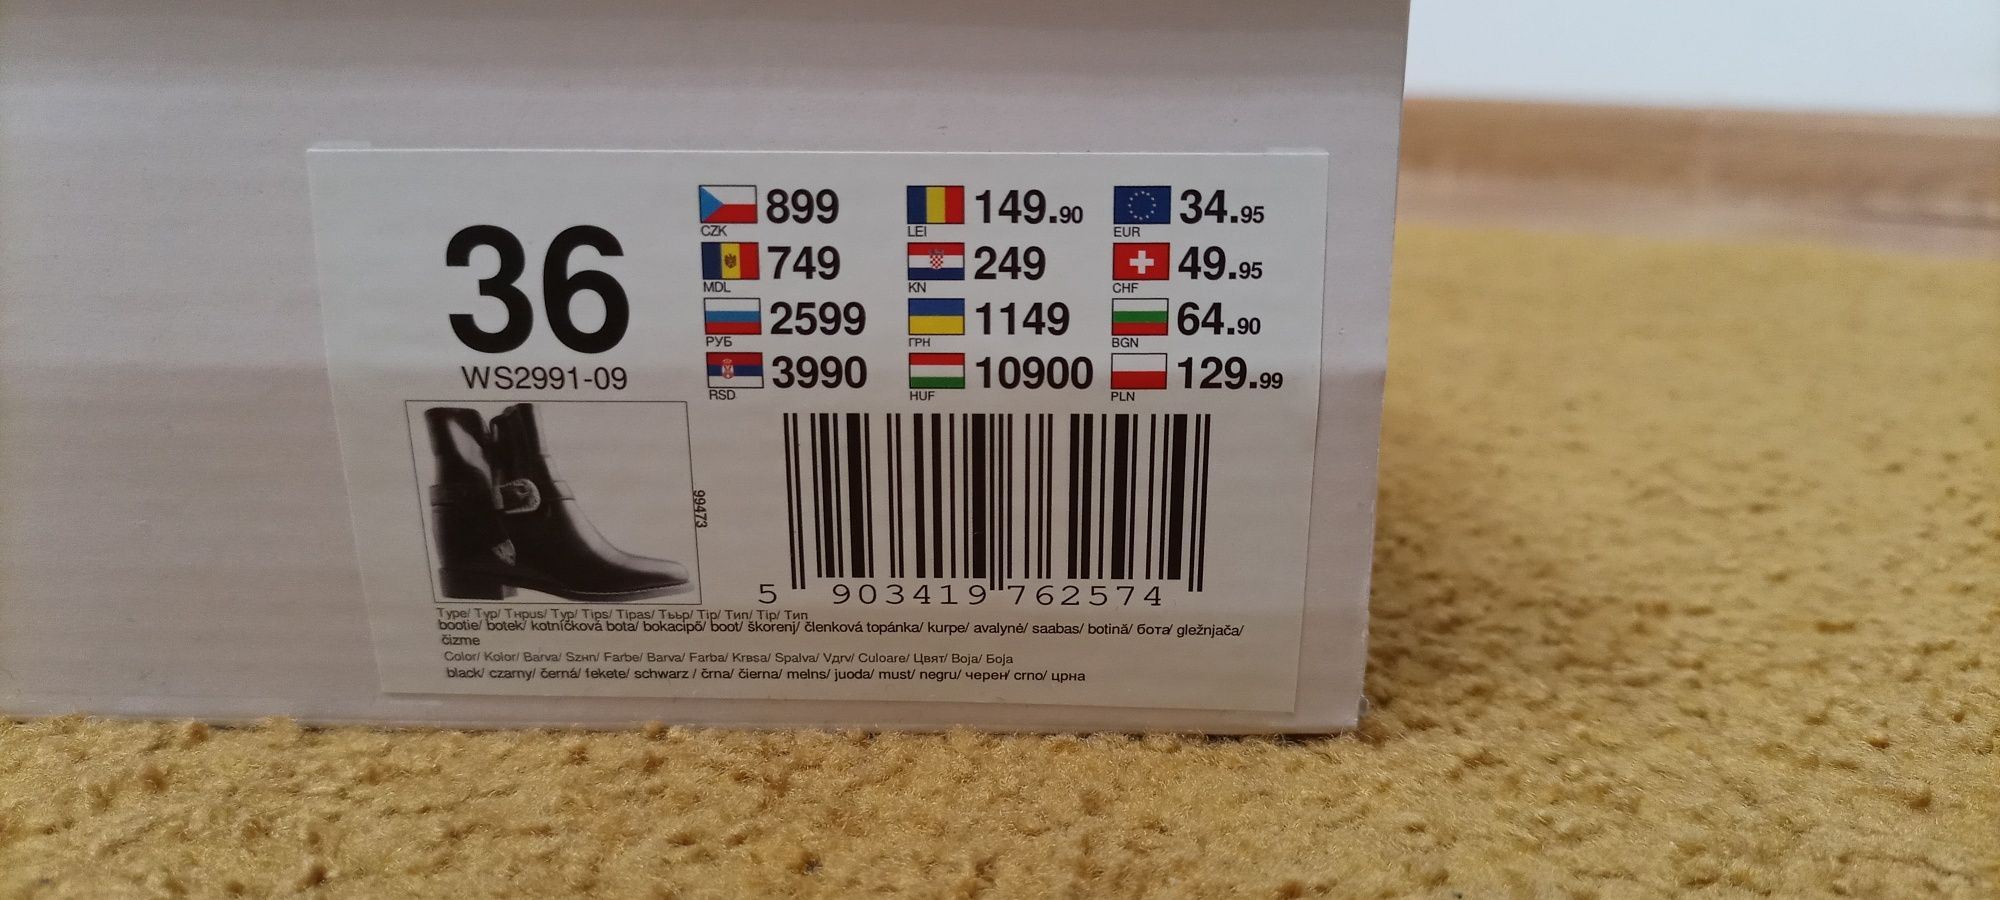 36
WS2991-09
899 149.90 34.95
CZK LEI EUR
749 249 49.95
MDL KN CHF
2599 1149 64.90
РУБ ГРН BGN
3990 10900 129.99
RSD HUF PLN
99473
5 903419 762574
Type/ Typ/ Típus/ Typ/ Tips/ Tipas/ Tip/ Тип/ Tip/ Тип
bootie/ botek/ kotníčková bota/ bokacipő/ boot/ škorenj/ členková topánka/ kurpe/ avalynė/ saabas/ botină/ бота/ gležnjača/
čizme
Color/ Kolor/ Barva/ Farbe/ Barva/ Farba/ Spalva/ Culoare/ Цвят/ Boja/ Боја
black/ czarny/ černá/ fekete/ schwarz / črna/ čierna/ melns/ juoda/ must/ negru/ черен/ crno/ црна